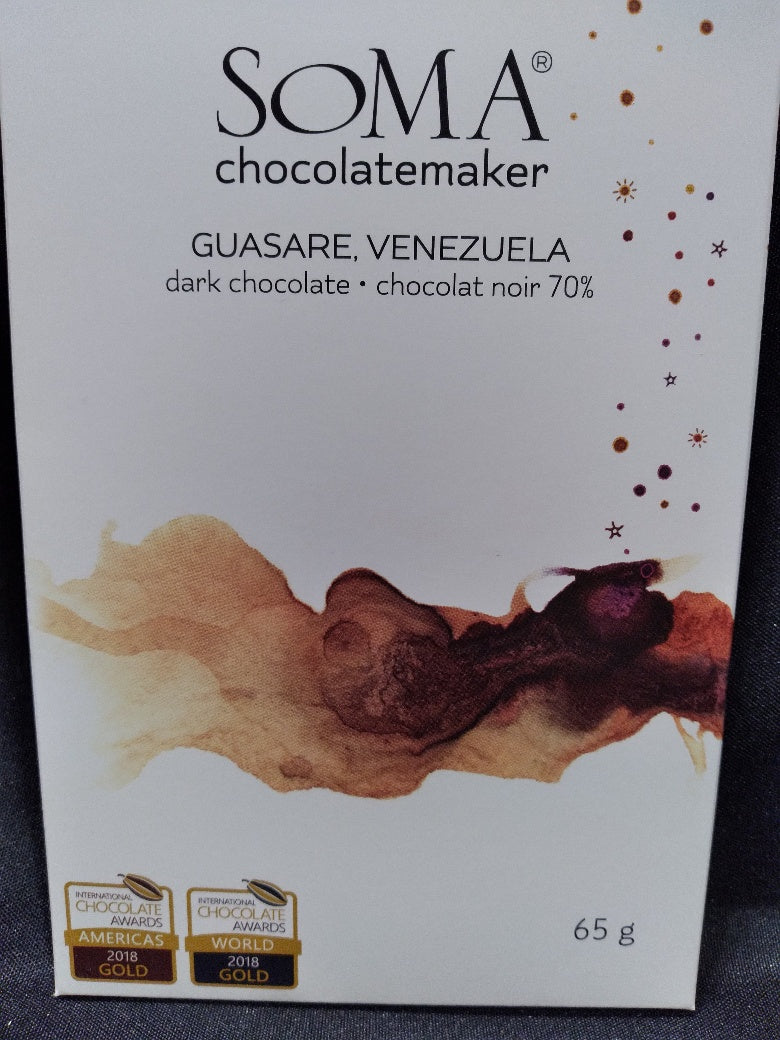 SOMA®
chocolatemaker
GUASARE, VENEZUELA
dark chocolate • chocolat noir 70%
INTERNATIONAL
CHOCOLATE
AWARDS
AMERICAS
2018
GOLD
INTERNATIONAL
CHOCOLATE
AWARDS
WORLD
2018
GOLD
65 g